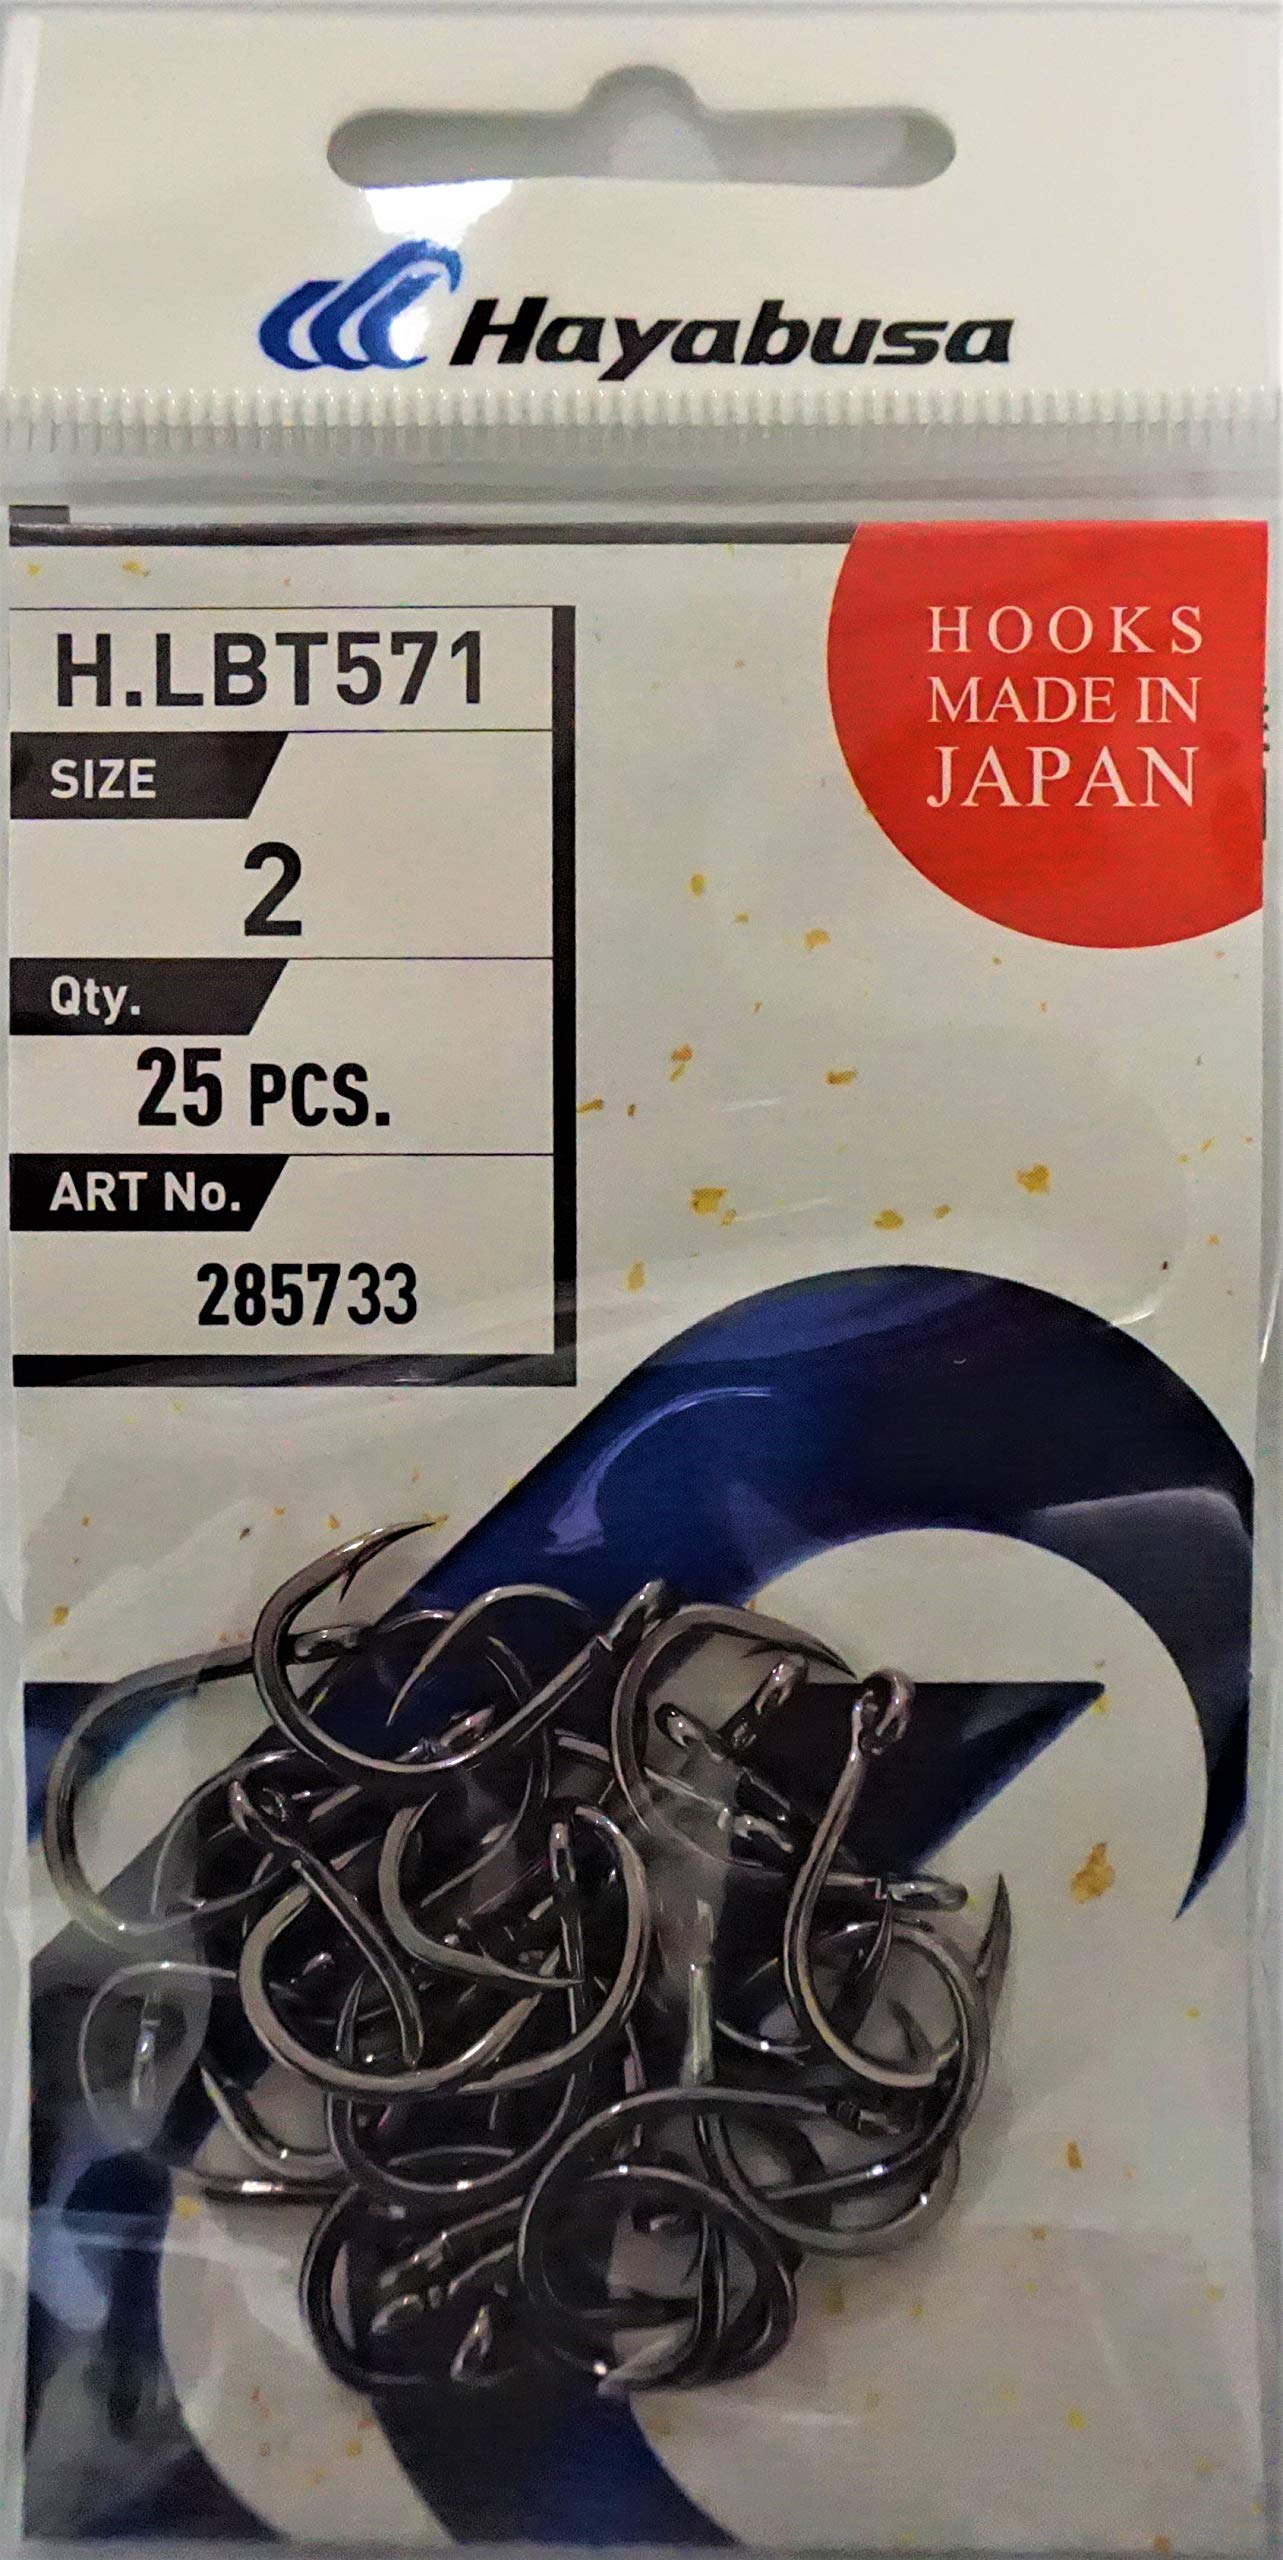 Hayabusa
HOOKS
MADE IN
JAPAN
H.LBT571
SIZE
2
Qty.
25 PCS.
ART No.
285733